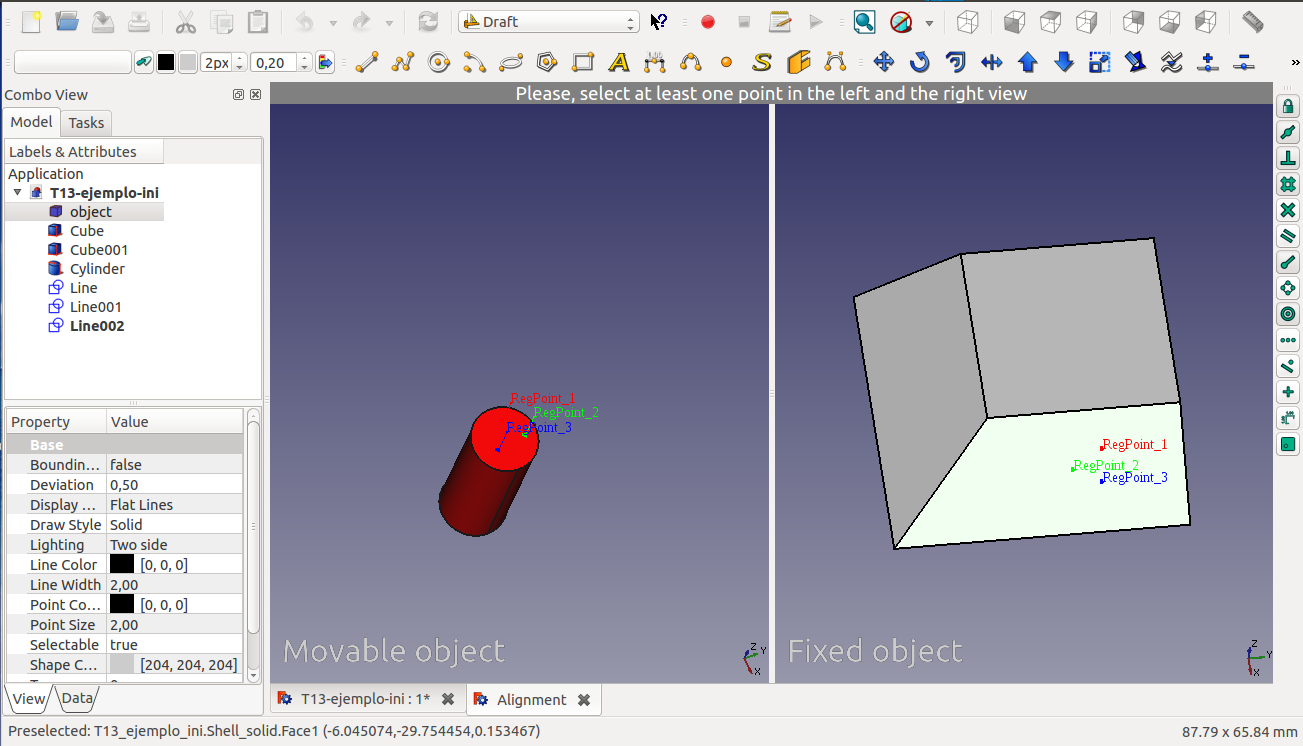 Draft
2px
0,20
»
Combo View
Model
Tasks
Labels & Attributes
Application
T13-ejemplo-ini
object
Cube
Cube001
Cylinder
Line
Line001
Line002
Property Value
Base
Boundin... false
Deviation 0,50
Display ... Flat Lines
Draw Style Solid
Lighting Two side
Line Color [0, 0, 0]
Line Width 2,00
Point Co... [0, 0, 0]
Point Size 2,00
Selectable true
Shape C... [204, 204, 204]
View
Data
Please, select at least one point in the left and the right view
RegPoint_1
RegPoint_2
RegPoint_3
Movable object
Z
Y
X
RegPoint_1
RegPoint_2
RegPoint_3
Fixed object
Z
Y
X
T13-ejemplo-ini : 1*
Alignment
Preselected: T13_ejemplo_ini.Shell_solid.Face1 (-6.045074,-29.754454,0.153467)
87.79 x 65.84 mm